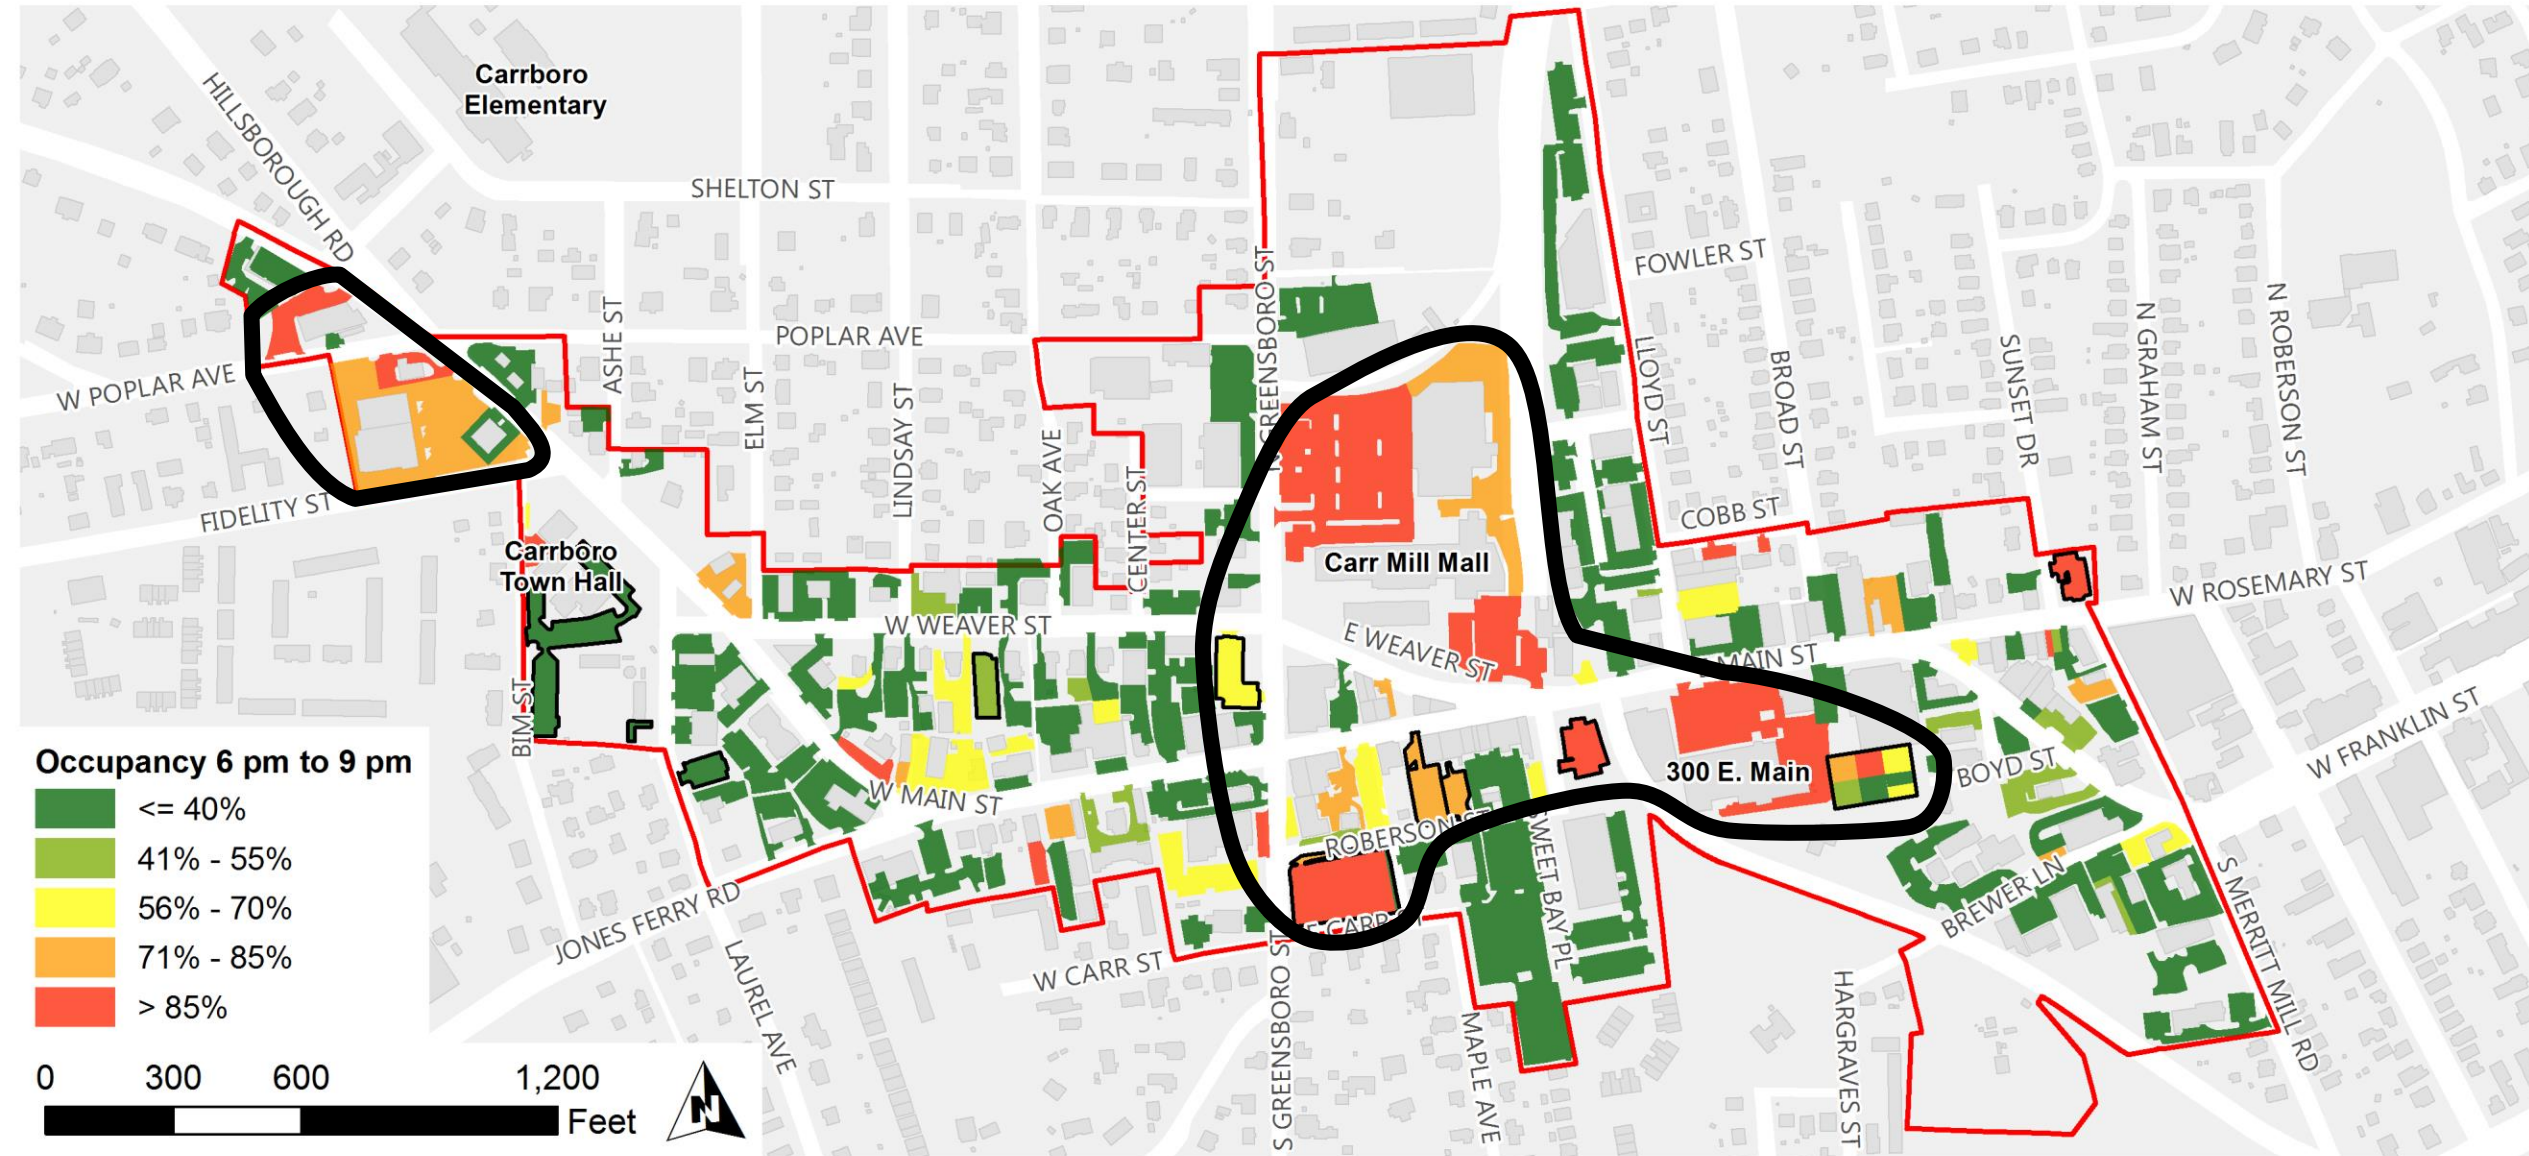 Carrboro
Elementary
HILLSBOROUGH RD
SHELTON ST
FOWLER ST
N GREENSBORO ST
ASHE ST
POPLAR AVE
W POPLAR AVE
ELM ST
LINDSAY ST
OAK AVE
CENTER ST
LLOYD ST
BROAD ST
SUNSET DR
N GRAHAM ST
N ROBERSON ST
FIDELITY ST
COBB ST
Carrboro
Town Hall
Carr Mill Mall
W ROSEMARY ST
W WEAVER ST
E WEAVER ST
MAIN ST
BIM ST
W FRANKLIN ST
300 E. Main
BOYD ST
W MAIN ST
ROBERSON ST
SWEET BAY PL
BREWER LN
S MERRITT MILL RD
JONES FERRY RD
E CARR ST
W CARR ST
LAUREL AVE
S GREENSBORO ST
MAPLE AVE
HARGRAVES ST
Occupancy 6 pm to 9 pm
<= 40%
41% - 55%
56% - 70%
71% - 85%
> 85%
0 300 600 1,200
Feet
N